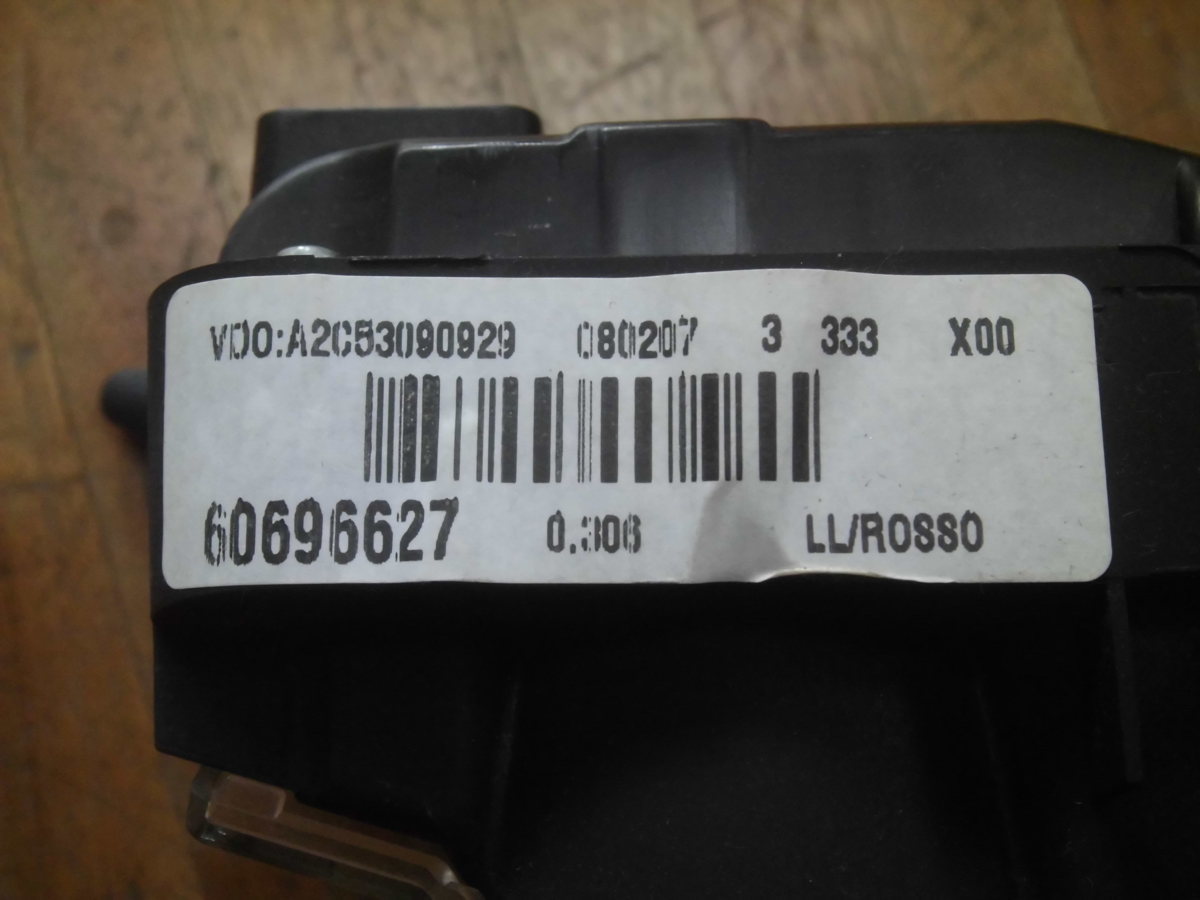 VDO:A2C53090929 080207 3 333 X00
60696627 0.306 LL/ROSSO